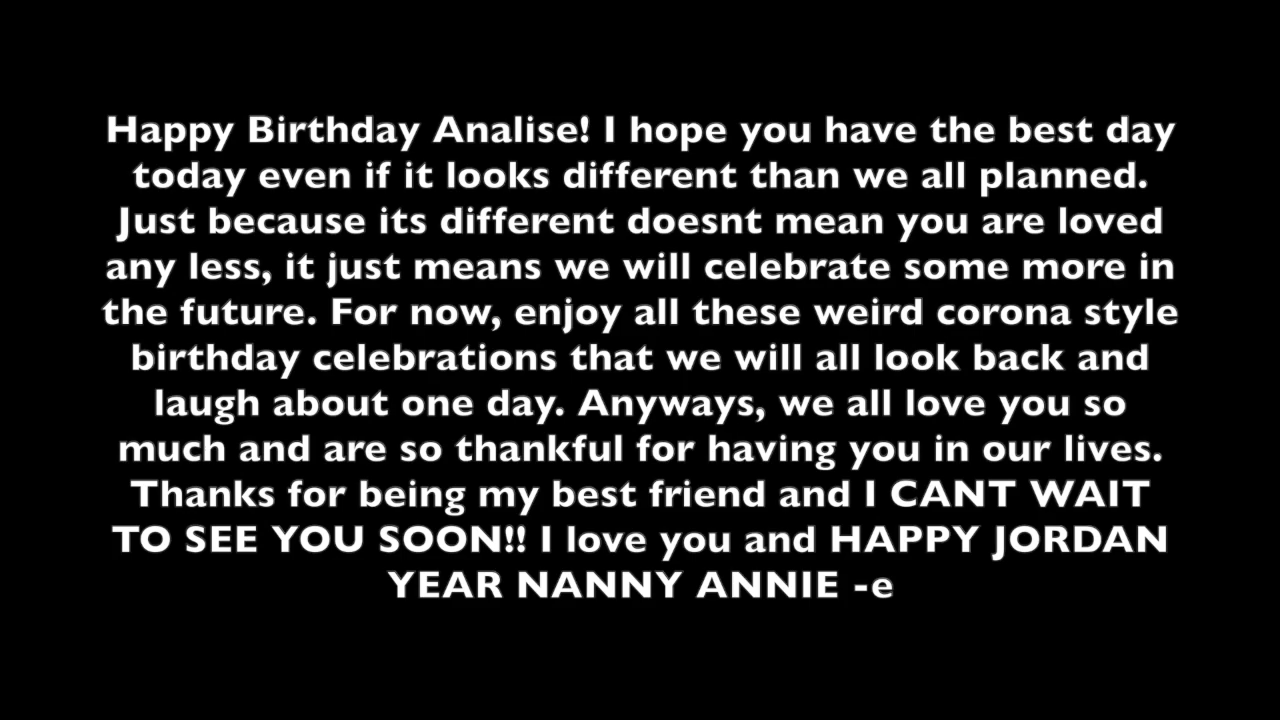 Happy Birthday Analise! I hope you have the best day
today even if it looks different than we all planned.
Just because its different doesnt mean you are loved
any less, it just means we will celebrate some more in
the future. For now, enjoy all these weird corona style
birthday celebrations that we will all look back and
laugh about one day. Anyways, we all love you so
much and are so thankful for having you in our lives.
Thanks for being my best friend and I CANT WAIT
TO SEE YOU SOON!! I love you and HAPPY JORDAN
YEAR NANNY ANNIE -e